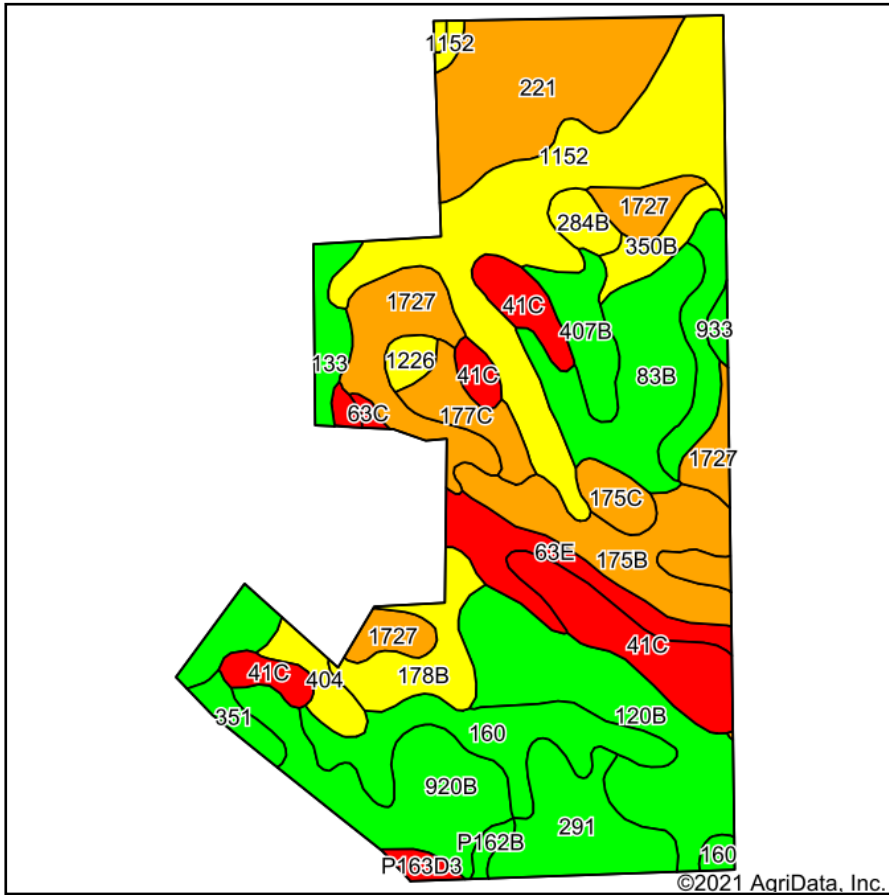 1152
221
1152
1727
284B
350B
1727
41C
407B
933
133
1226
41C
83B
63C
177C
1727
175C
63E
175B
1727
41C
41C
404
178B
351
120B
160
920B
291
P162B
160
P163D3
©2021 AgriData, Inc.